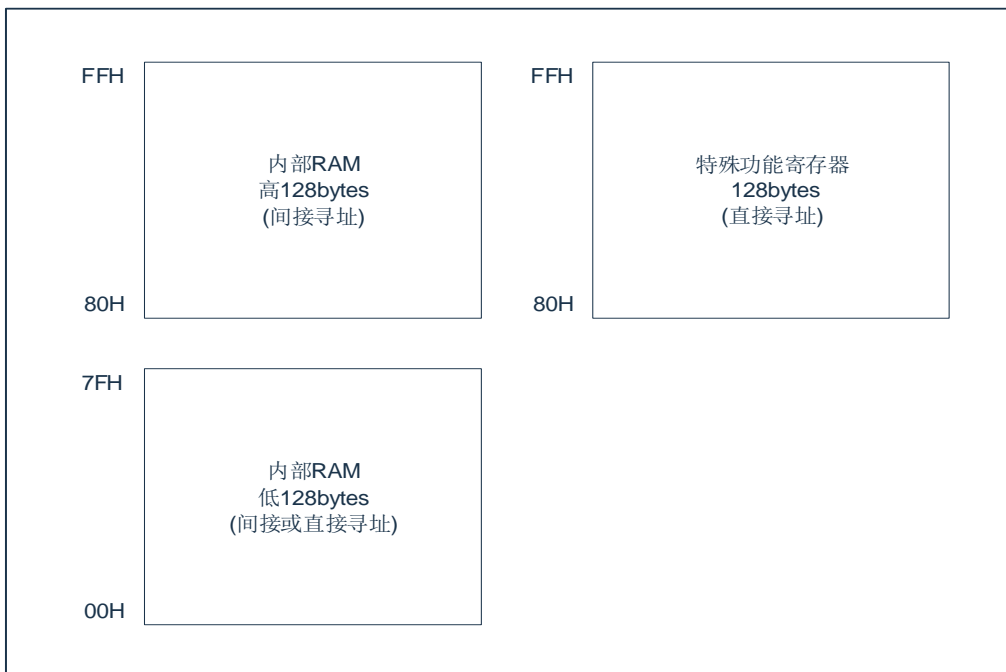 FFH
内部RAM
高128bytes
(间接寻址)
80H
FFH
特殊功能寄存器
128bytes
(直接寻址)
80H
7FH
内部RAM
低128bytes
(间接或直接寻址)
00H